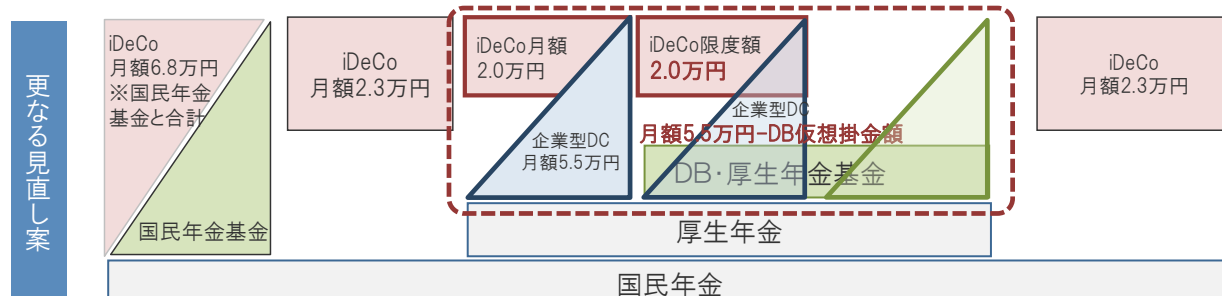 更なる見直し案
iDeCo
月額6.8万円
※国民年金
基金と合計
国民年金基金
iDeCo
月額2.3万円
iDeCo月額
2.0万円
企業型DC
月額5.5万円
iDeCo限度額
2.0万円
企業型DC
月額5.5万円-DB仮想掛金額
DB・厚生年金基金
iDeCo
月額2.3万円
厚生年金
国民年金